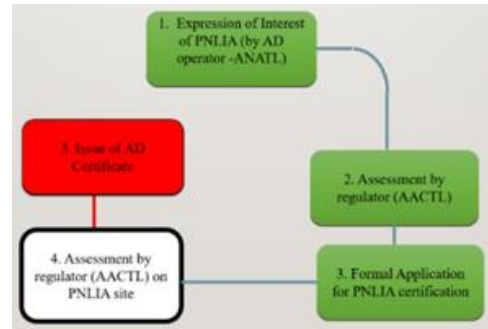 1. Expression of Interest
of PNLIA (by AD
operator -ANATL)
5. Issue of AD
Certificate
2. Assessment by
regulator (AACTL)
4. Assessment by
regulator (AACTL) on
PNLIA site
3. Formal Application
for PNLIA certification